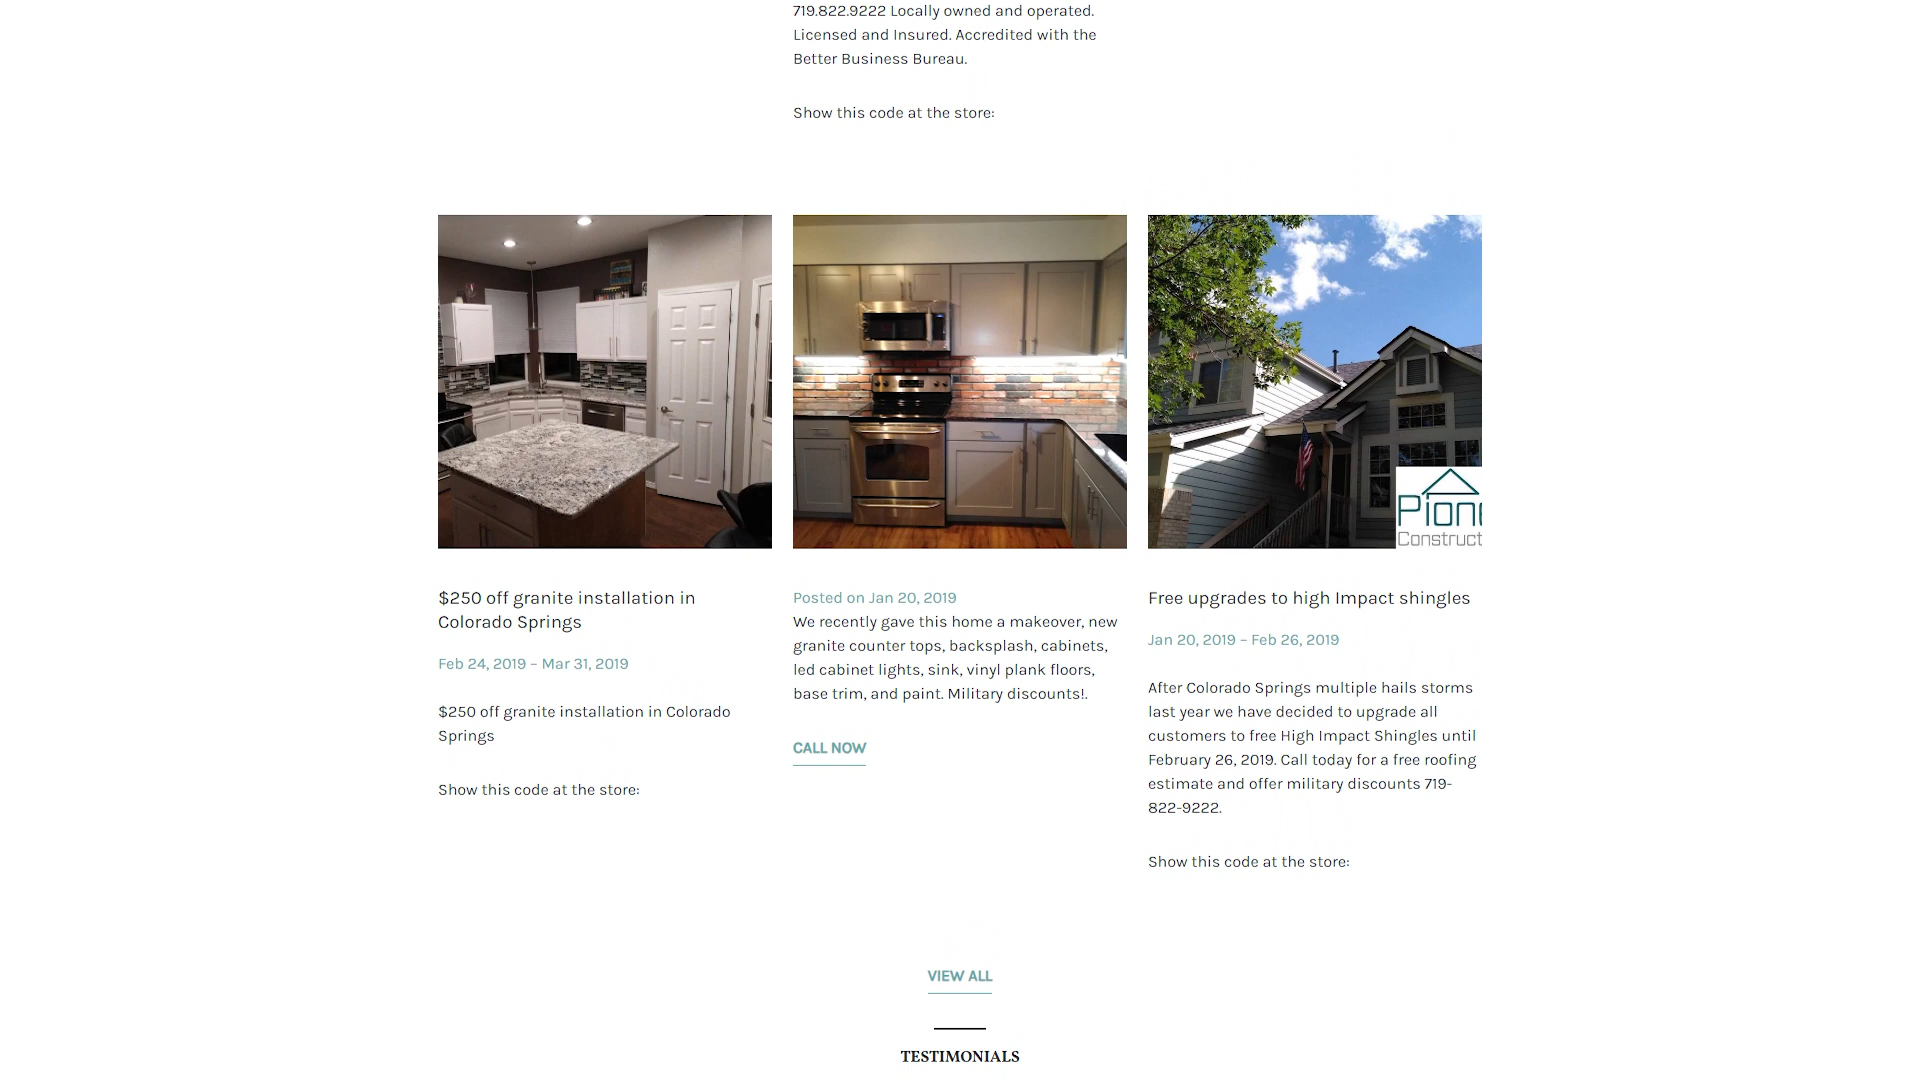 719.822.9222 Locally owned and operated.
Licensed and Insured. Accredited with the
Better Business Bureau.
Show this code at the store:
Pion
Construct
$250 off granite installation in
Colorado Springs
Feb 24, 2019 – Mar 31, 2019
$250 off granite installation in Colorado
Springs
Show this code at the store:
Posted on Jan 20, 2019
We recently gave this home a makeover, new
granite counter tops, backsplash, cabinets,
led cabinet lights, sink, vinyl plank floors,
base trim, and paint. Military discounts!.
CALL NOW
Free upgrades to high Impact shingles
Jan 20, 2019 – Feb 26, 2019
After Colorado Springs multiple hails storms
last year we have decided to upgrade all
customers to free High Impact Shingles until
February 26, 2019. Call today for a free roofing
estimate and offer military discounts 719-
822-9222.
Show this code at the store:
VIEW ALL
TESTIMONIALS